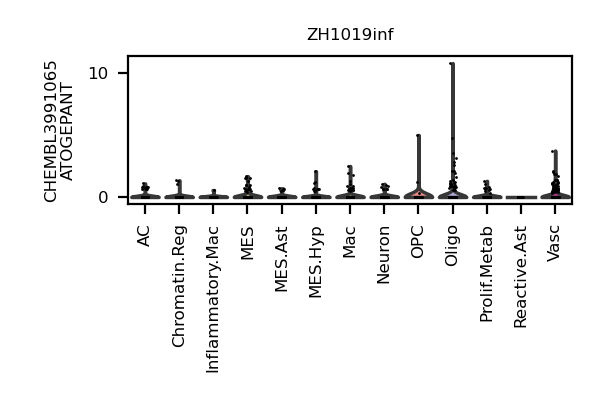 ZH1019inf
CHEMBL3991065
ATOGEPANT
10
0
AC
Chromatin.Reg
Inflammatory.Mac
MES
MES.Ast
MES.Hyp
Mac
Neuron
OPC
Oligo
Prolif.Metab
Reactive.Ast
Vasc